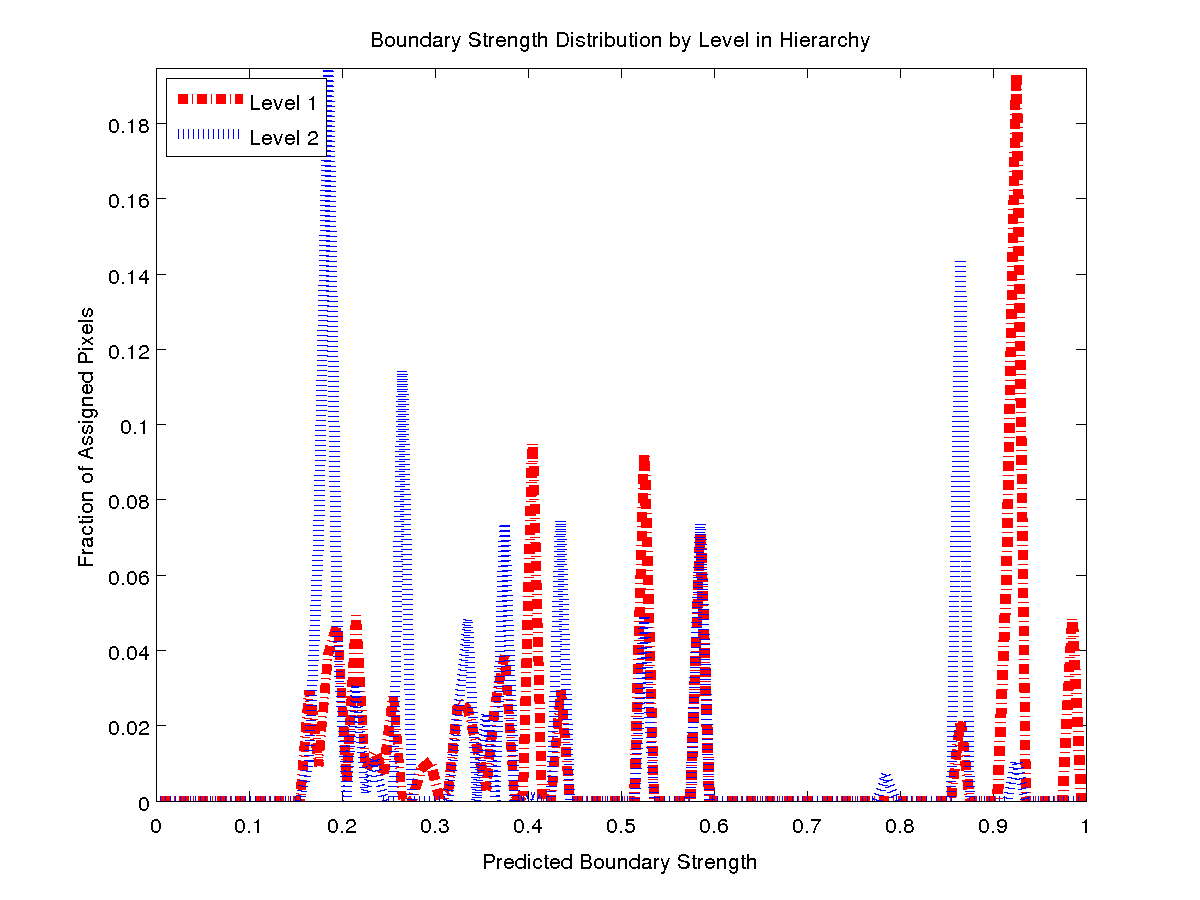 Boundary Strength Distribution by Level in Hierarchy
Level 1
Level 2
Fraction of Assigned Pixels
0.18
0.16
0.14
0.12
0.1
0.08
0.06
0.04
0.02
0
0 0.1 0.2 0.3 0.4 0.5 0.6 0.7 0.8 0.9 1
Predicted Boundary Strength